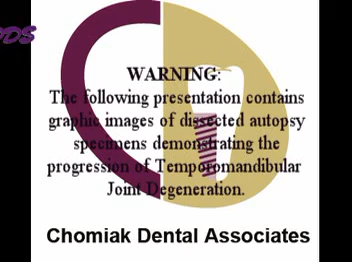 DDS
WARNING:
The following presentation contains
graphic images of dissected autopsy
specimens demonstrating the
progression of Temporomandibular
Joint Degeneration.
Chomiak Dental Associates